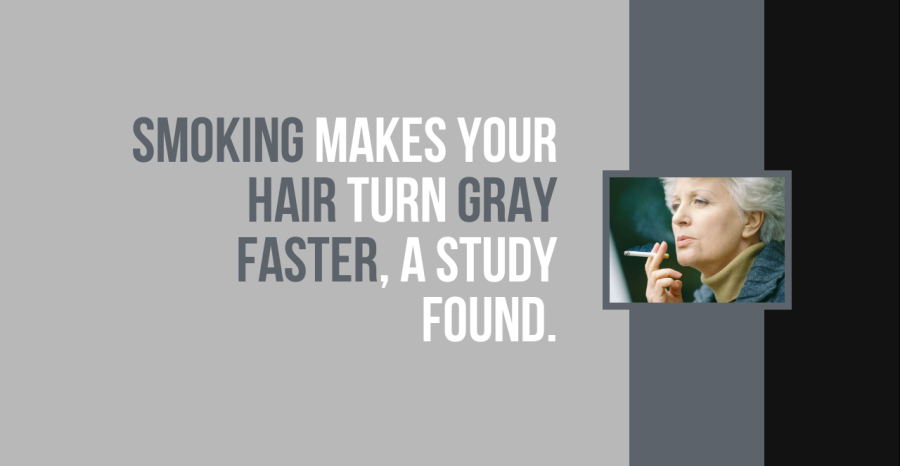 SMOKING MAKES YOUR
HAIR TURN GRAY
FASTER, A STUDY
FOUND.